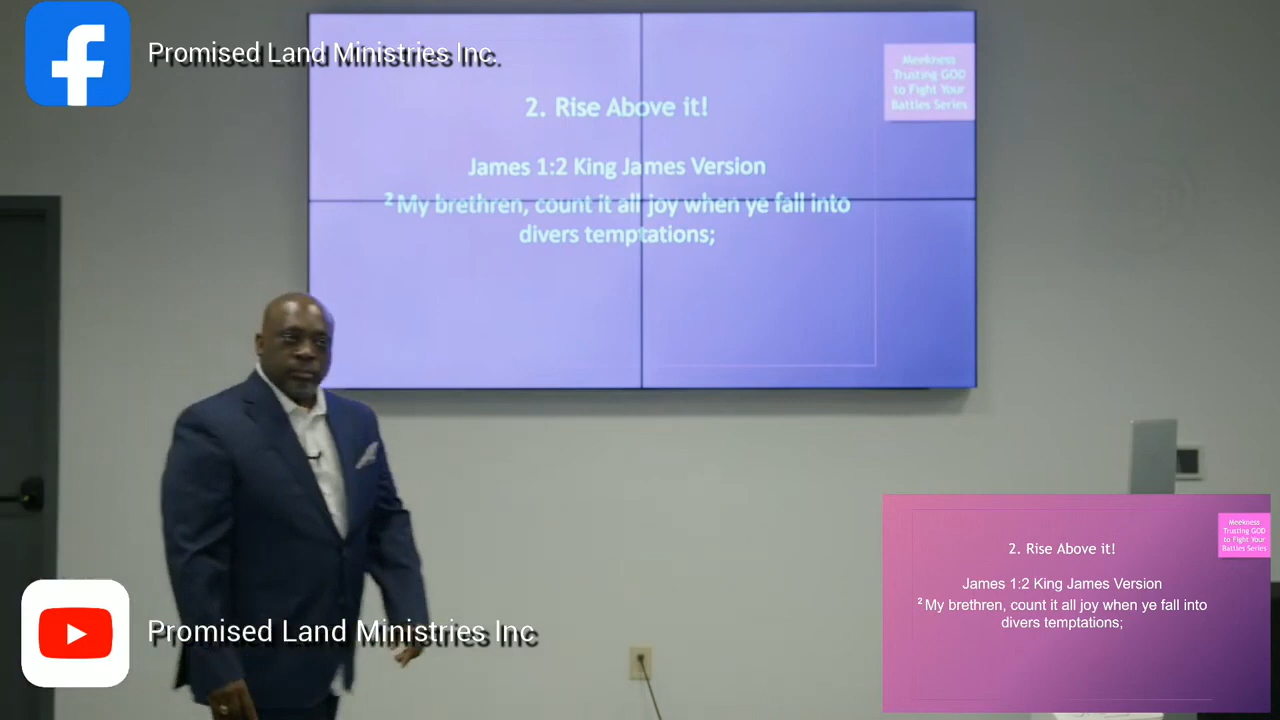 Promised Land Ministries Inc.
Meekness
Trusting GOD
to Fight Your
Battles Series
2. Rise Above it!
James 1:2 King James Version
2 My brethren, count it all joy when ye fall into
divers temptations;
Meekness
Trusting GOD
to Fight Your
Battles Series
2. Rise Above it!
James 1:2 King James Version
2 My brethren, count it all joy when ye fall into
divers temptations;
Promised Land Ministries Inc